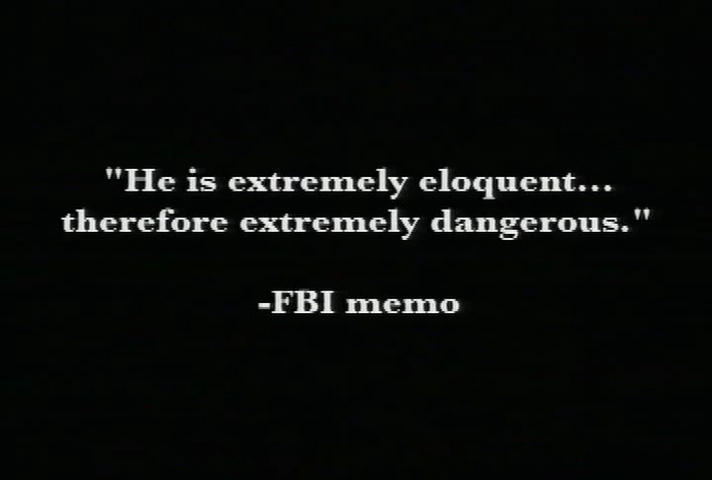 "He is extremely eloquent...
therefore extremely dangerous."
-FBI memo